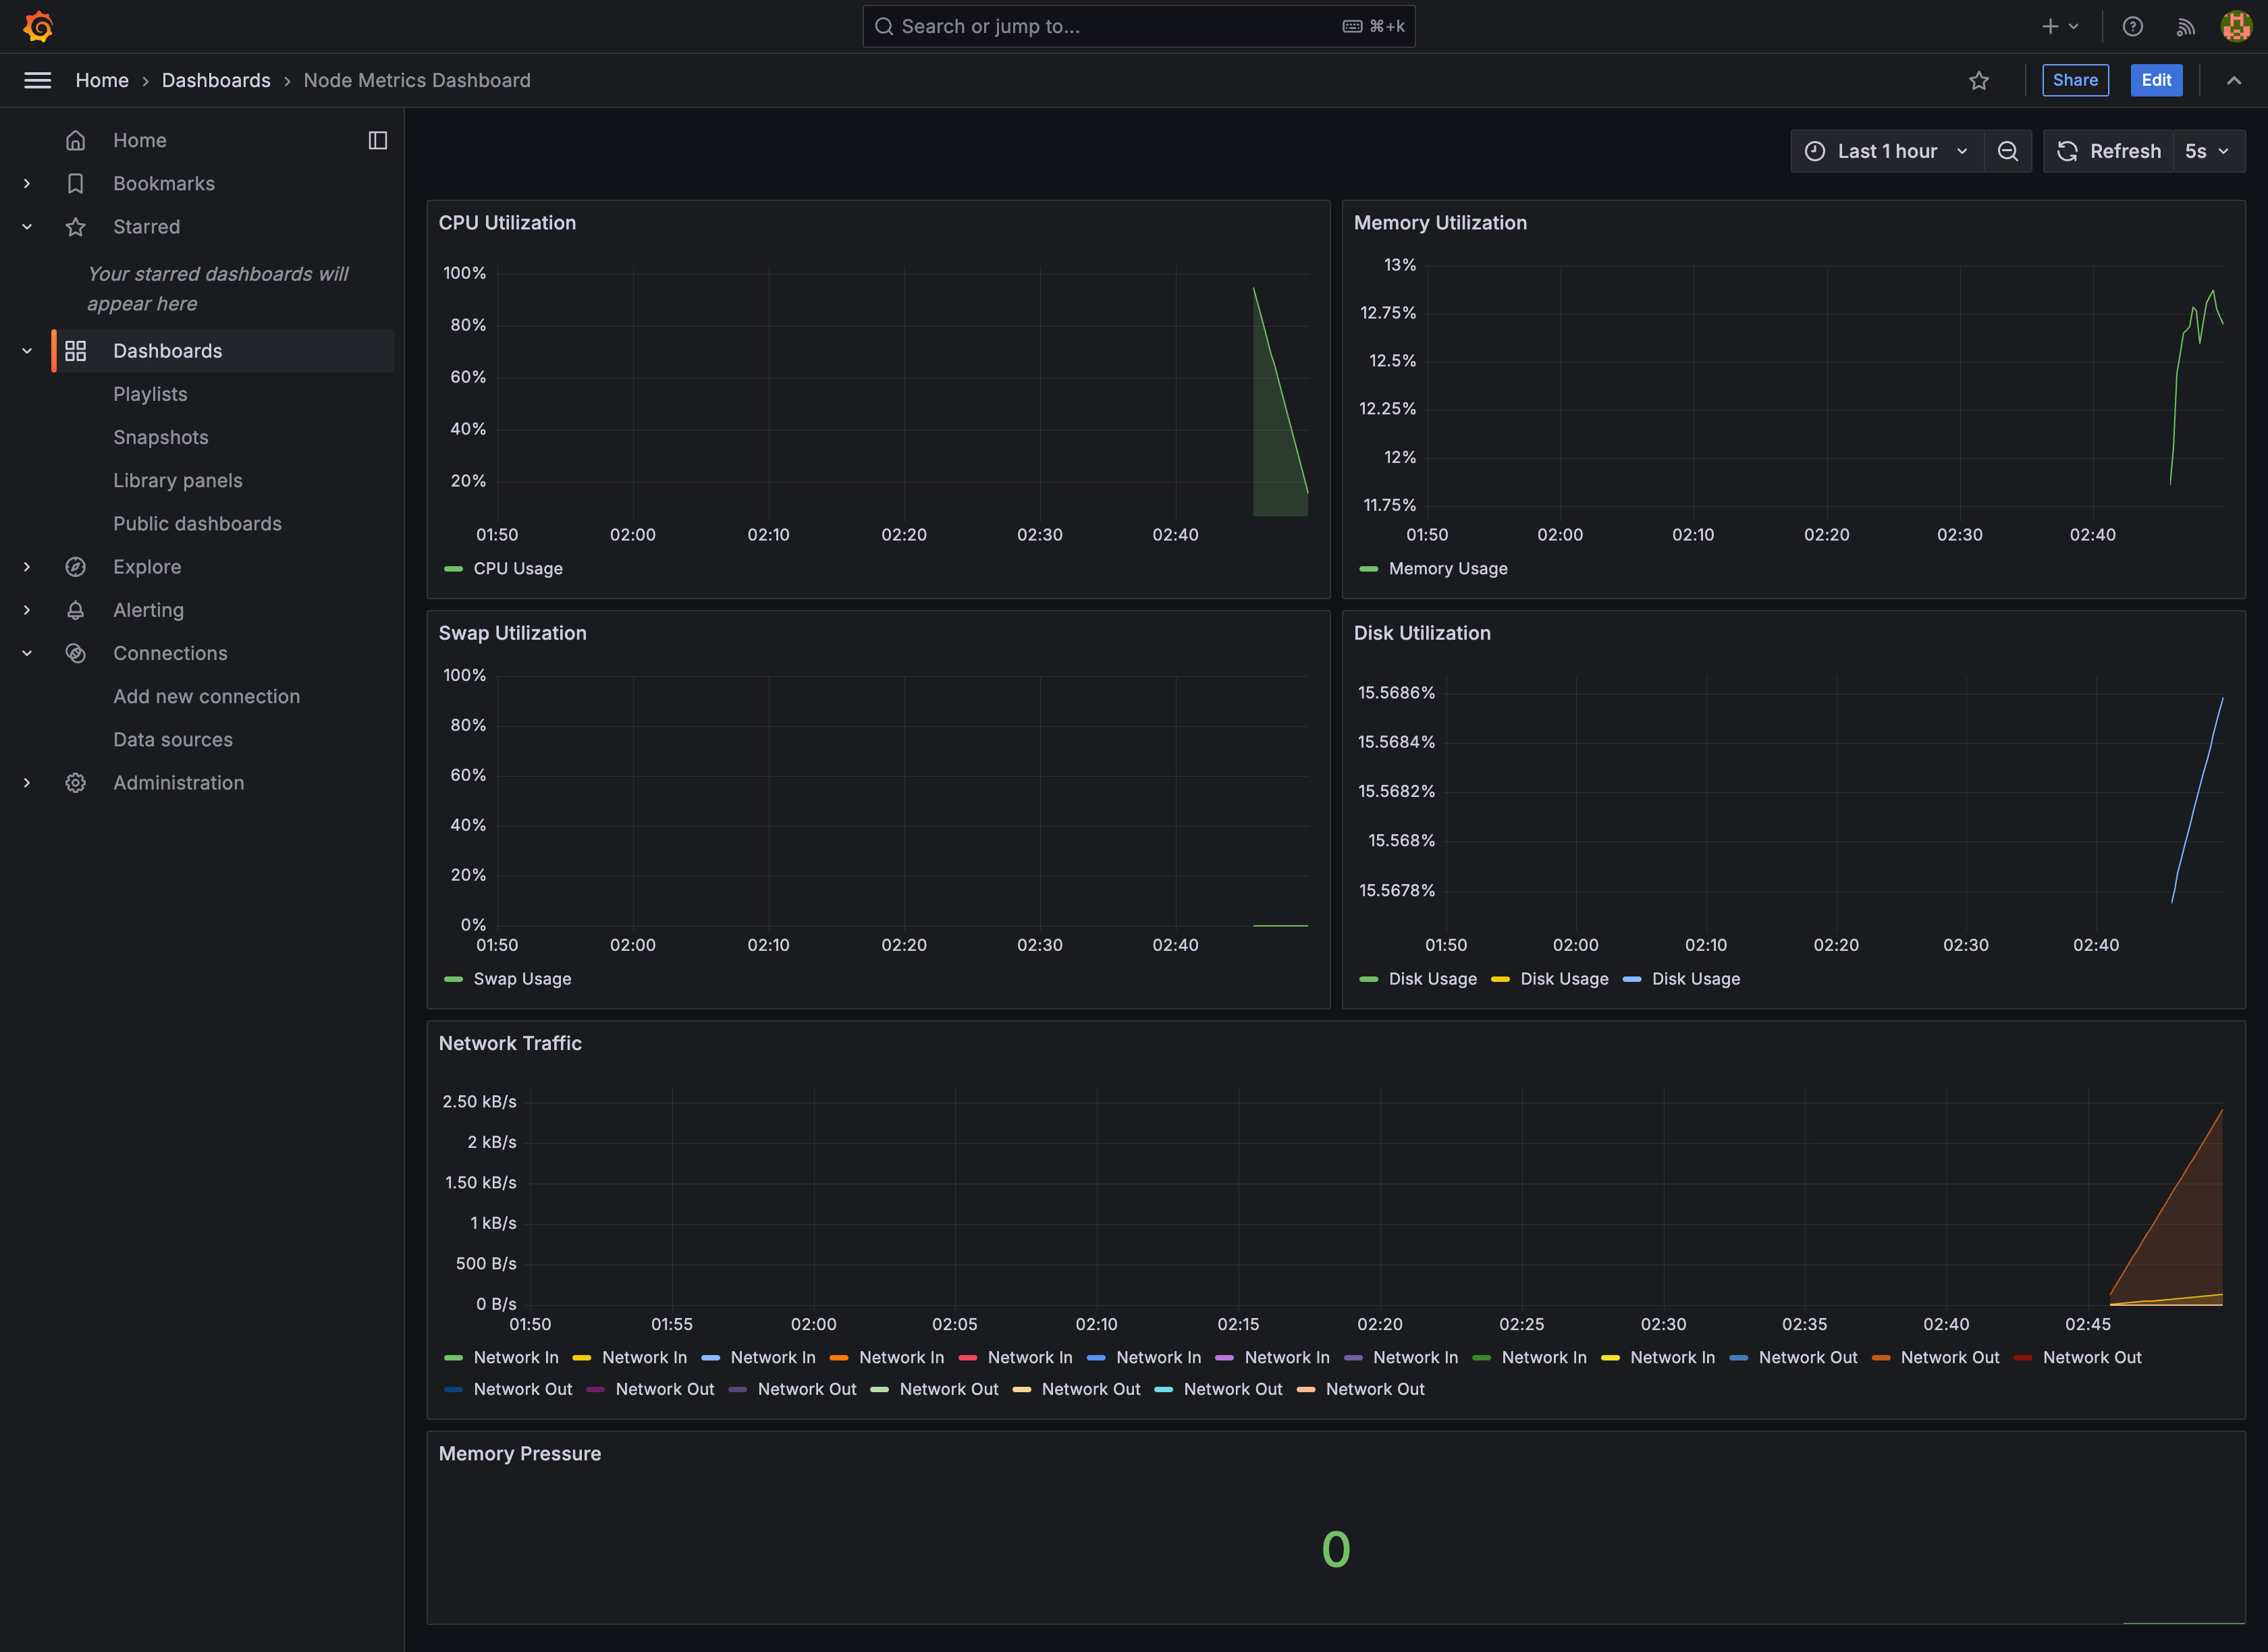 Search or jump to... ⌘+k
Home › Dashboards › Node Metrics Dashboard
Share Edit
Home
Bookmarks
Starred
Your starred dashboards will
appear here
Dashboards
Playlists
Snapshots
Library panels
Public dashboards
Explore
Alerting
Connections
Add new connection
Data sources
Administration
Last 1 hour Refresh 5s
CPU Utilization
100%
80%
60%
40%
20%
01:50 02:00 02:10 02:20 02:30 02:40
CPU Usage
Memory Utilization
13%
12.75%
12.5%
12.25%
12%
11.75%
01:50 02:00 02:10 02:20 02:30 02:40
Memory Usage
Swap Utilization
100%
80%
60%
40%
20%
0%
01:50 02:00 02:10 02:20 02:30 02:40
Swap Usage
Disk Utilization
15.5686%
15.5684%
15.5682%
15.568%
15.5678%
01:50 02:00 02:10 02:20 02:30 02:40
Disk Usage Disk Usage Disk Usage
Network Traffic
2.50 kB/s
2 kB/s
1.50 kB/s
1 kB/s
500 B/s
0 B/s
01:50 01:55 02:00 02:05 02:10 02:15 02:20 02:25 02:30 02:35 02:40 02:45
Network In Network In Network In Network In Network In Network In Network In Network In Network In Network In Network Out Network Out Network Out
Network Out Network Out Network Out Network Out Network Out Network Out Network Out
Memory Pressure
0